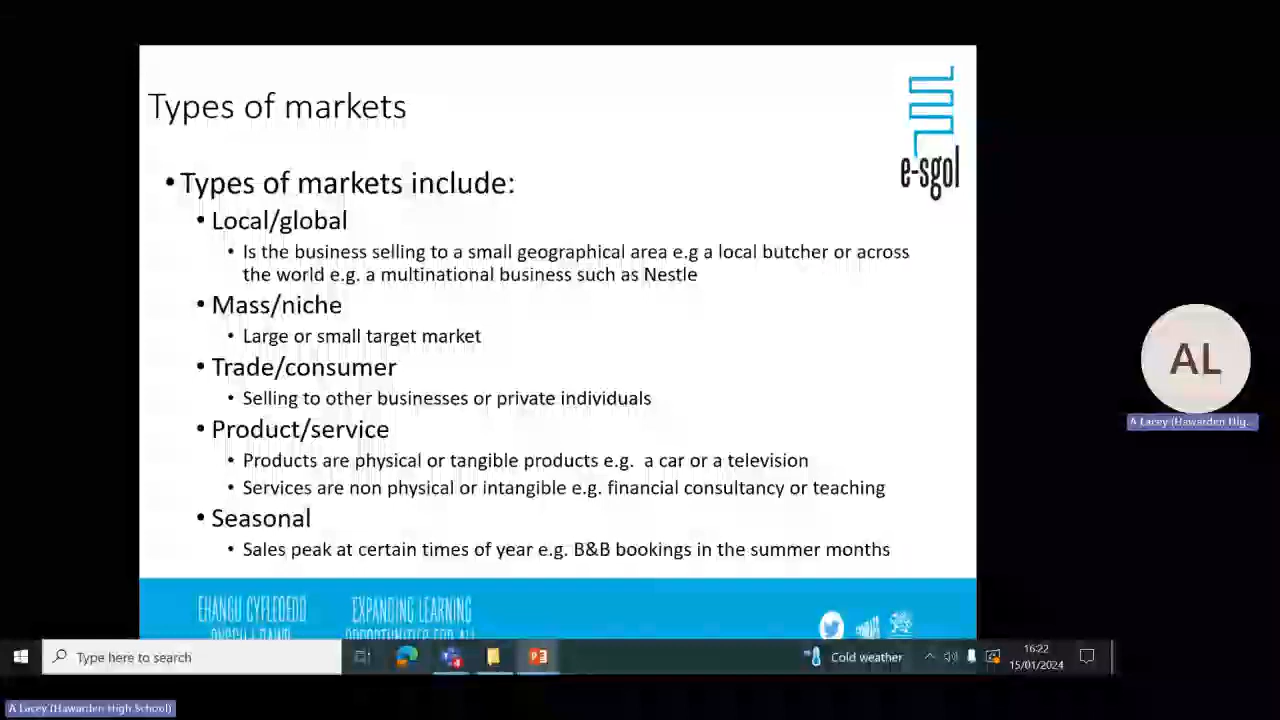 Types of markets
e-sgol
• Types of markets include:
• Local/global
• Is the business selling to a small geographical area e.g a local butcher or across
the world e.g. a multinational business such as Nestle
• Mass/niche
• Large or small target market
• Trade/consumer
• Selling to other businesses or private individuals
• Product/service
• Products are physical or tangible products e.g.  a car or a television
• Services are non physical or intangible e.g. financial consultancy or teaching
• Seasonal
• Sales peak at certain times of year e.g. B&B bookings in the summer months
AL
A Lacey (Hawarden Hig...
EXPANDING LEARNING
OPPORTUNITIES FOR ALL
Type here to search
Cold weather
16:22
15/01/2024
A Lacey (Hawarden High School)